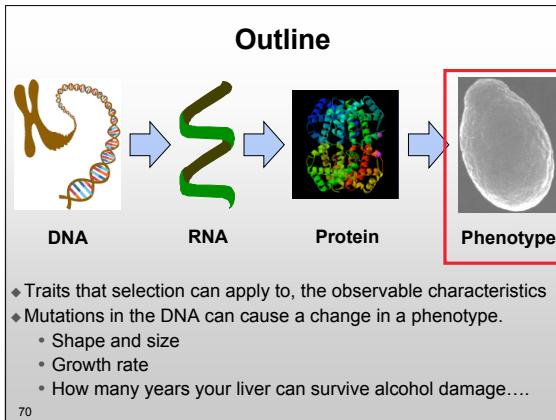 Outline
DNA RNA Protein Phenotype
◆ Traits that selection can apply to, the observable characteristics
◆ Mutations in the DNA can cause a change in a phenotype.
• Shape and size
• Growth rate
• How many years your liver can survive alcohol damage….
70